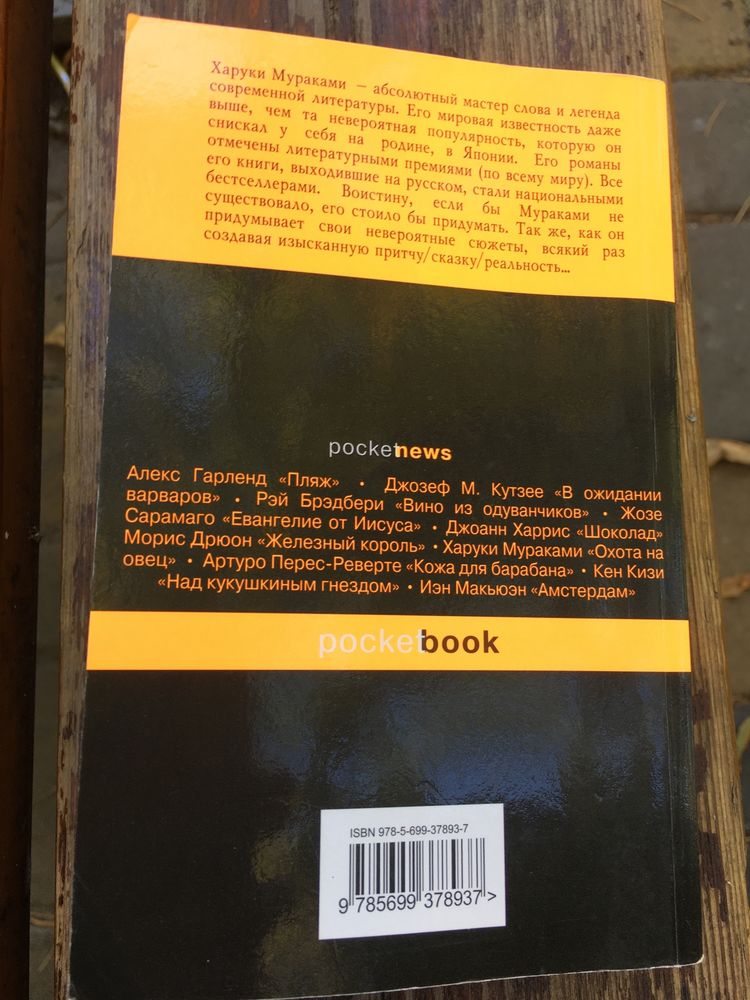 Харуки Мураками – абсолютный мастер слова и легенда
современной литературы. Его мировая известность даже
выше, чем та невероятная популярность, которую он
снискал у себя на родине, в Японии. Его романы
отмечены литературными премиями (по всему миру). Все
его книги, выходившие на русском, стали национальными
бестселлерами. Воистину, если бы Мураками не
существовало, его стоило бы придумать. Так же, как он
придумывает свои невероятные сюжеты, всякий раз
создавая изысканную притчу/сказку/реальность...
pocketnews
Алекс Гарленд «Пляж» • Джозеф М. Кутзее «В ожидании
варваров» • Рэй Брэдбери «Вино из одуванчиков» • Жозе
Сарамаго «Евангелие от Иисуса» • Джоанн Харрис «Шоколад»
Морис Дрюон «Железный король» • Харуки Мураками «Охота на
овец» • Артуро Перес-Реверте «Кожа для барабана» • Кен Кизи
«Над кукушкиным гнездом» • Иэн Макьюэн «Амстердам»
pocketbook
ISBN 978-5-699-37893-7
9 785699 378937 >